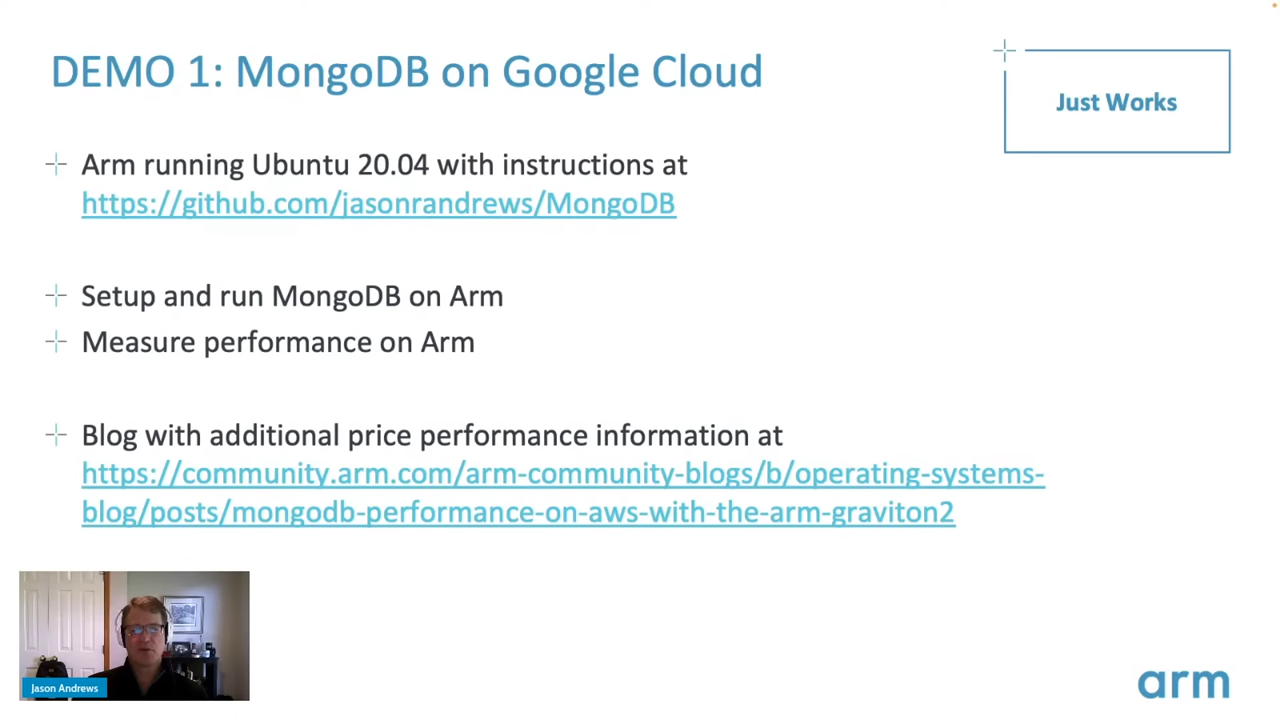 DEMO 1: MongoDB on Google Cloud
Just Works
Arm running Ubuntu 20.04 with instructions at
https://github.com/jasonrandrews/MongoDB
Setup and run MongoDB on Arm
Measure performance on Arm
Blog with additional price performance information at
https://community.arm.com/arm-community-blogs/b/operating-systems-
blog/posts/mongodb-performance-on-aws-with-the-arm-graviton2
Jason Andrews
arm